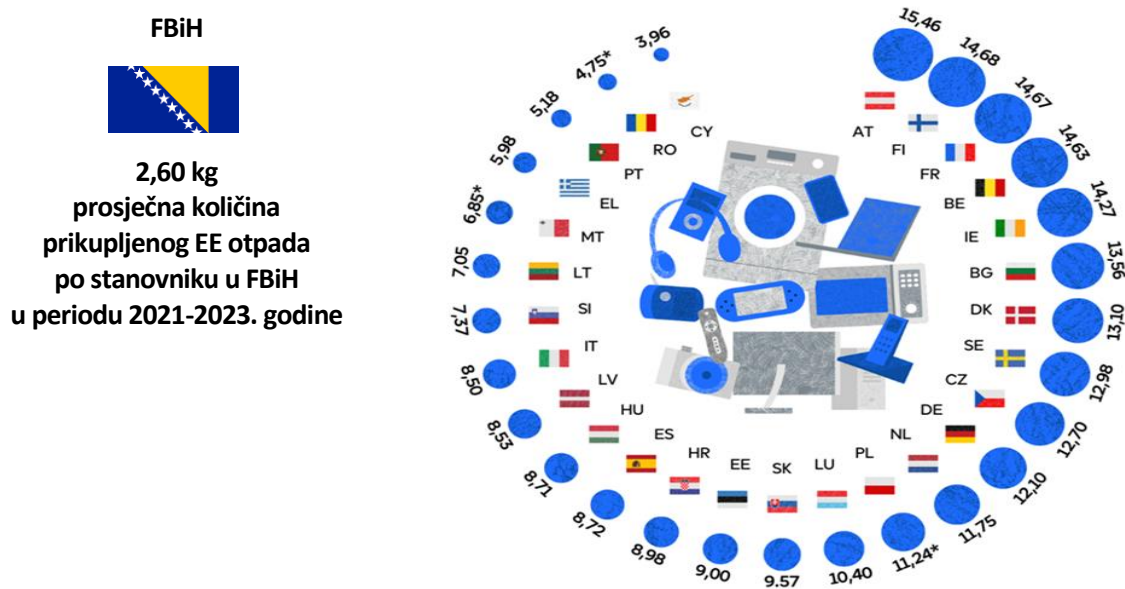 FBiH
2,60 kg
prosječna količina
prikupljenog EE otpada
po stanovniku u FBiH
u periodu 2021-2023. godine
15,46
AT
14,68
FI
14,67
FR
14,63
BE
14,27
IE
13,56
BG
13,10
DK
12,98
SE
12,70
CZ
12,10
DE
11,75
NL
11,24*
PL
10,40
LU
9.57
SK
9,00
EE
8,98
HR
8,72
ES
8,71
HU
8,53
LV
8,50
IT
7,37
SI
7,05
LT
6,85*
MT
5,98
EL
5,18
PT
4,75*
RO
3,96
CY